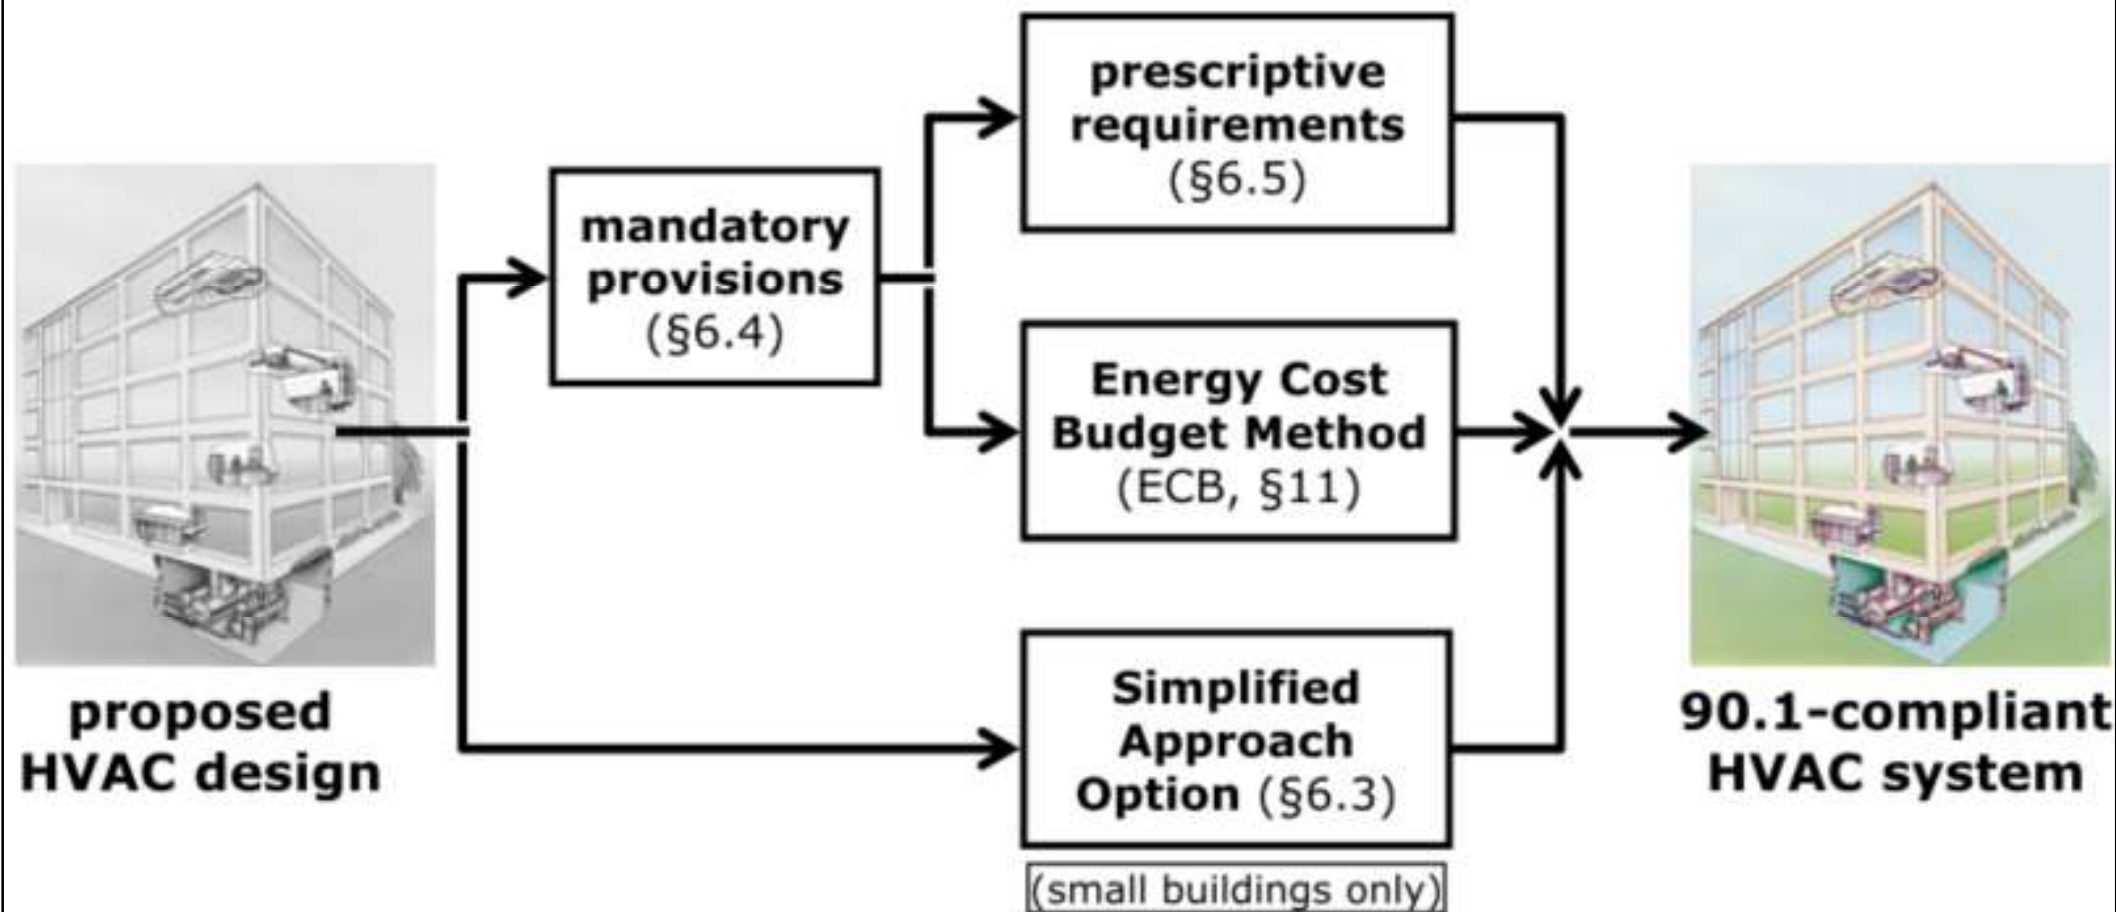 proposed
HVAC design
mandatory
provisions
(§6.4)
prescriptive
requirements
(§6.5)
Energy Cost
Budget Method
(ECB, §11)
Simplified
Approach
Option (§6.3)
(small buildings only)
90.1-compliant
HVAC system